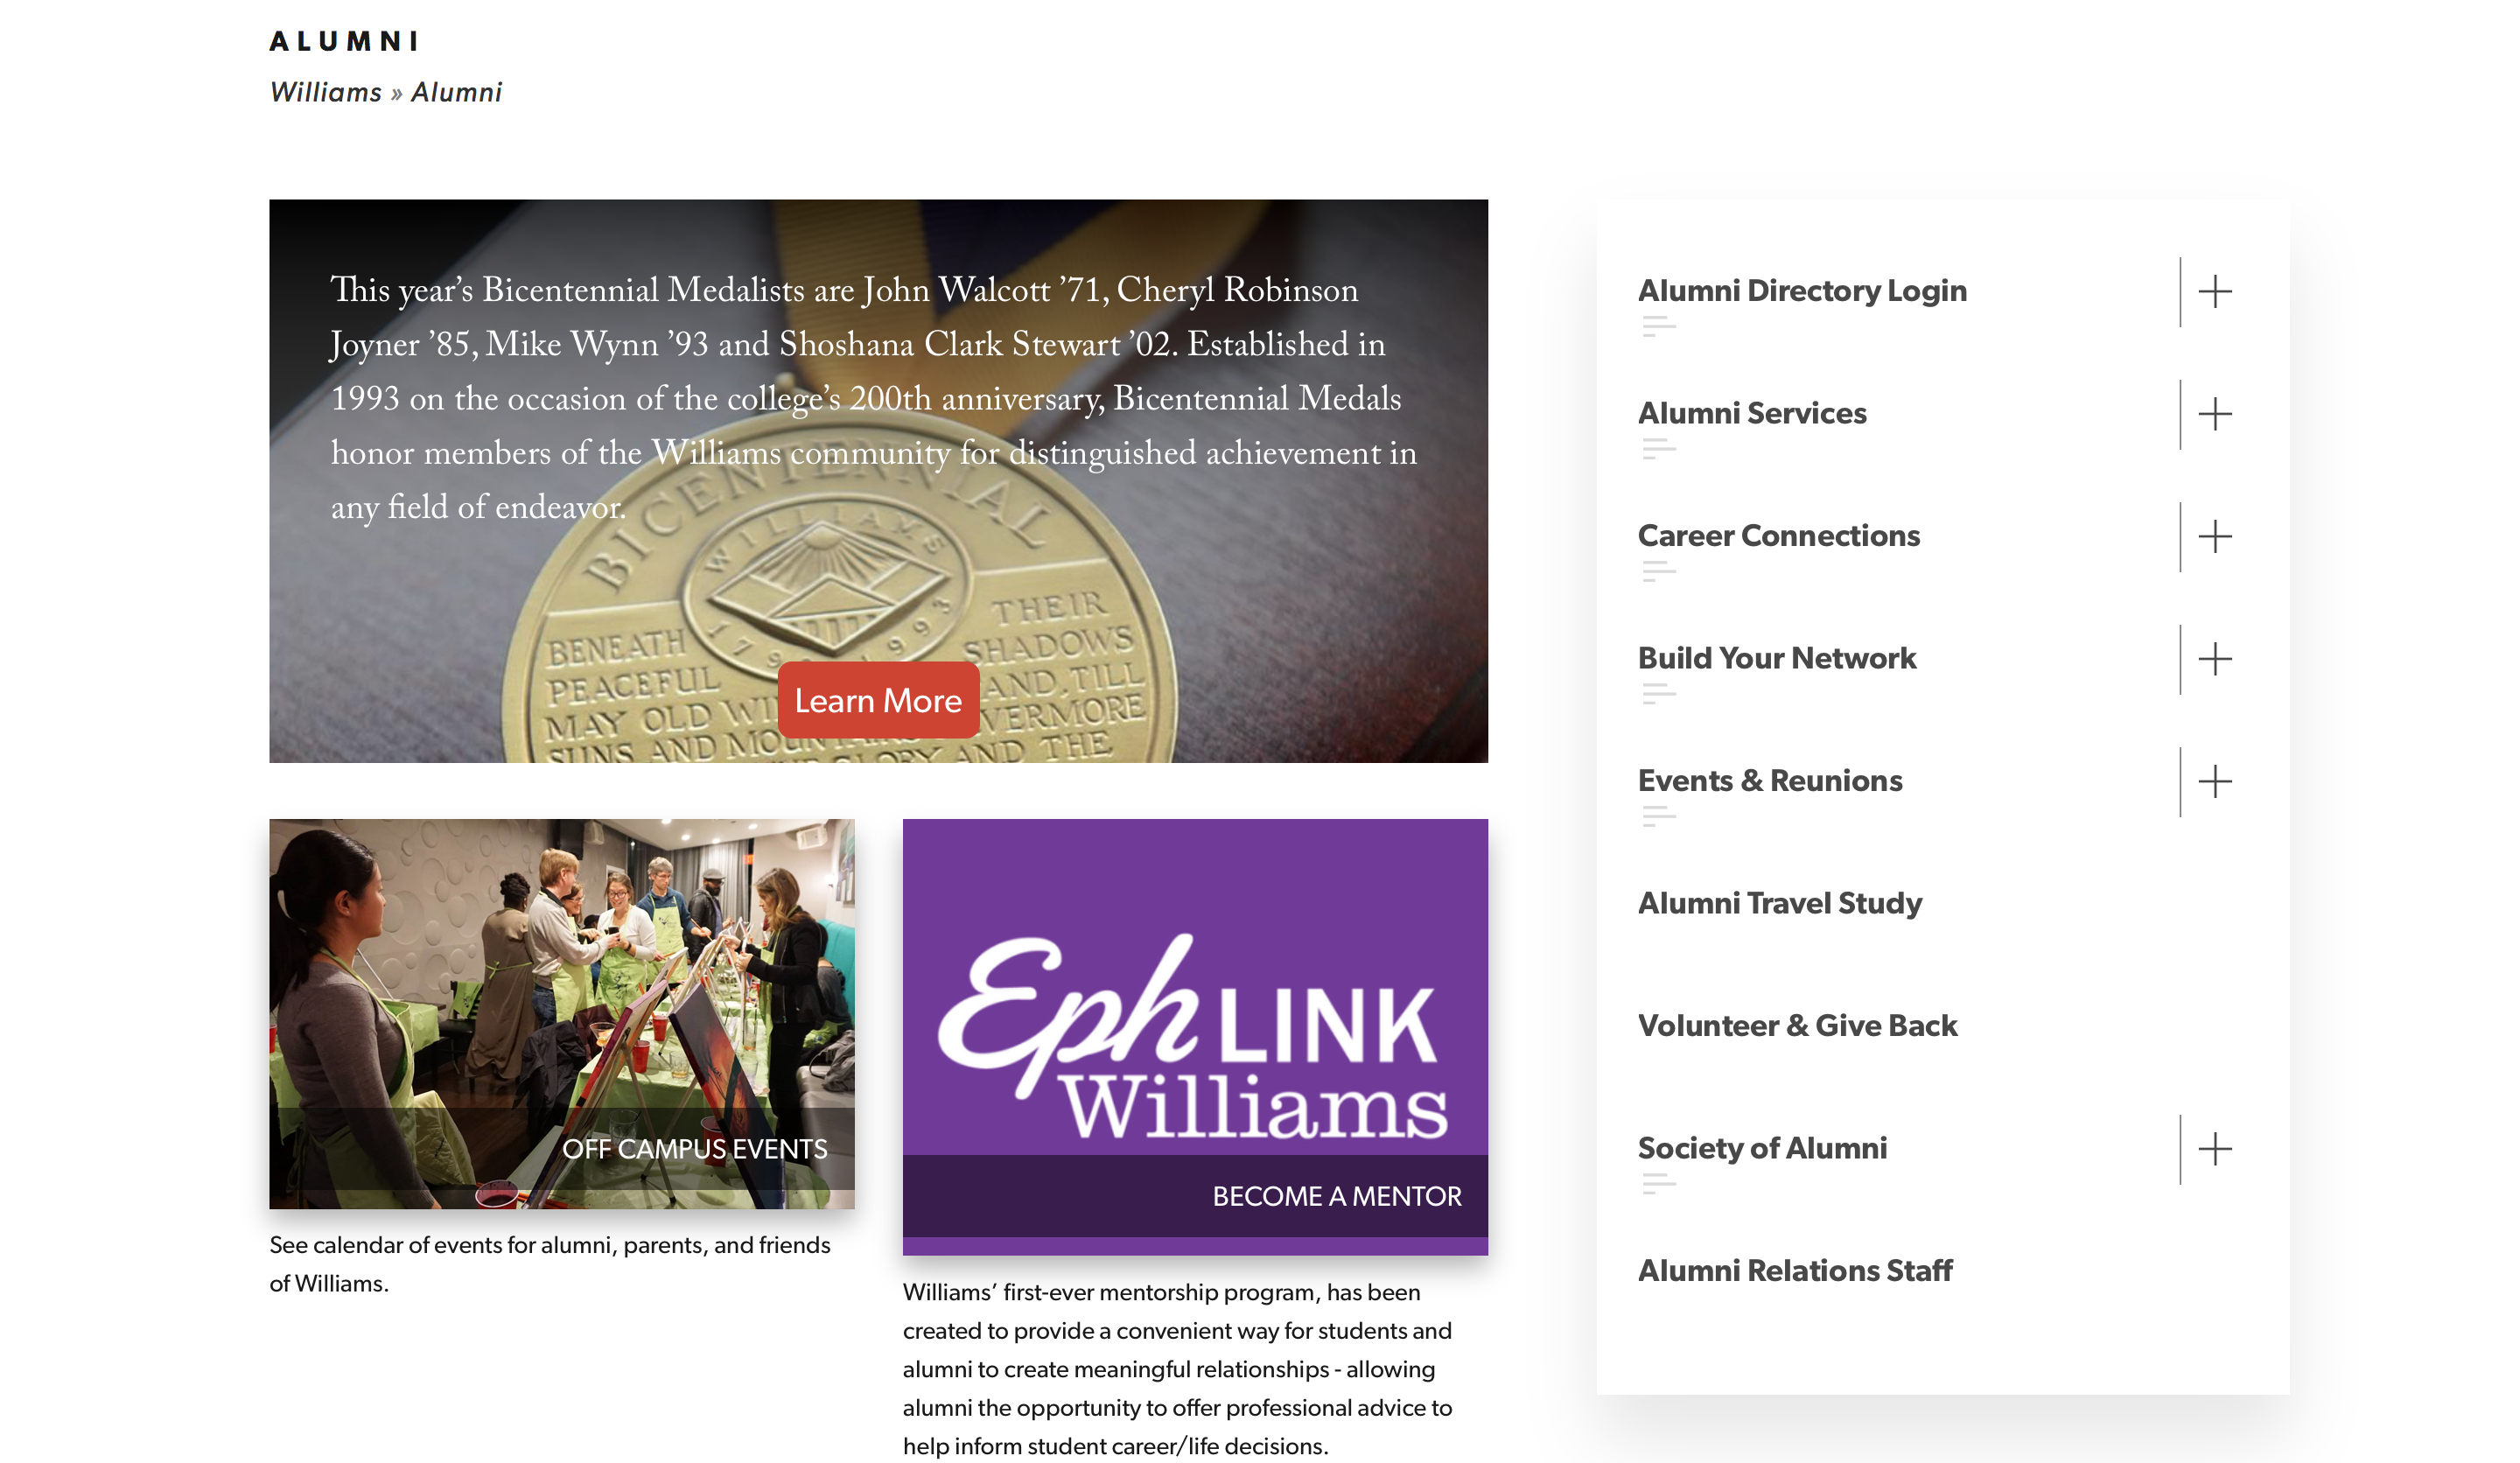 ALUMNI
Williams » Alumni
This year’s Bicentennial Medalists are John Walcott ’71, Cheryl Robinson
Joyner ’85, Mike Wynn ’93 and Shoshana Clark Stewart ’02. Established in
1993 on the occasion of the college’s 200th anniversary, Bicentennial Medals
honor members of the Williams community for distinguished achievement in
any field of endeavor.
BICENTENNIAL
WILLIAMS
BENEATH THEIR
PEACEFUL SHADOWS
AND, TILL
MAY OLD
SUNS AND THE
GLORY AND THE
Learn More
OFF CAMPUS EVENTS
See calendar of events for alumni, parents, and friends
of Williams.
Eph LINK
Williams
BECOME A MENTOR
Williams’ first-ever mentorship program, has been
created to provide a convenient way for students and
alumni to create meaningful relationships - allowing
alumni the opportunity to offer professional advice to
help inform student career/life decisions.
Alumni Directory Login
Alumni Services
Career Connections
Build Your Network
Events & Reunions
Alumni Travel Study
Volunteer & Give Back
Society of Alumni
Alumni Relations Staff